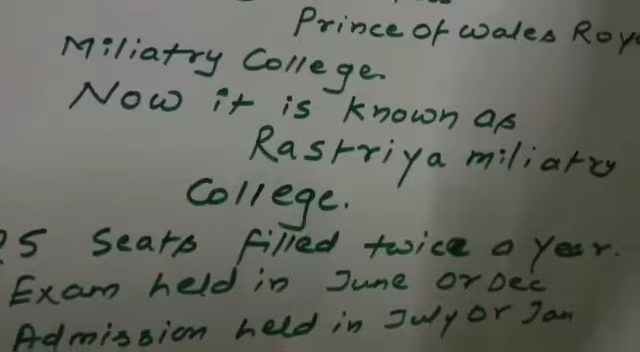 Prince of wales Roy
Miliatry College.
Now it is known as
Rastriya miliatry
College.
25 Seats filled twice a year.
Exam held in June or Dec
Admission held in July or Jan